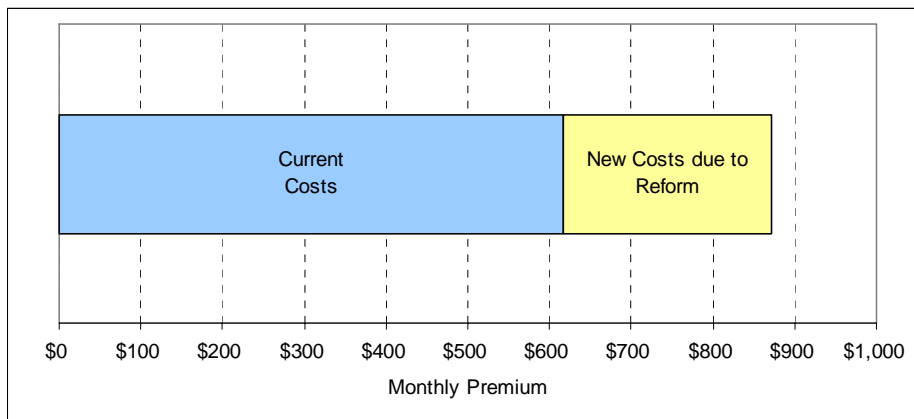 Current
Costs
New Costs due to
Reform
$0 $100 $200 $300 $400 $500 $600 $700 $800 $900 $1,000
Monthly Premium